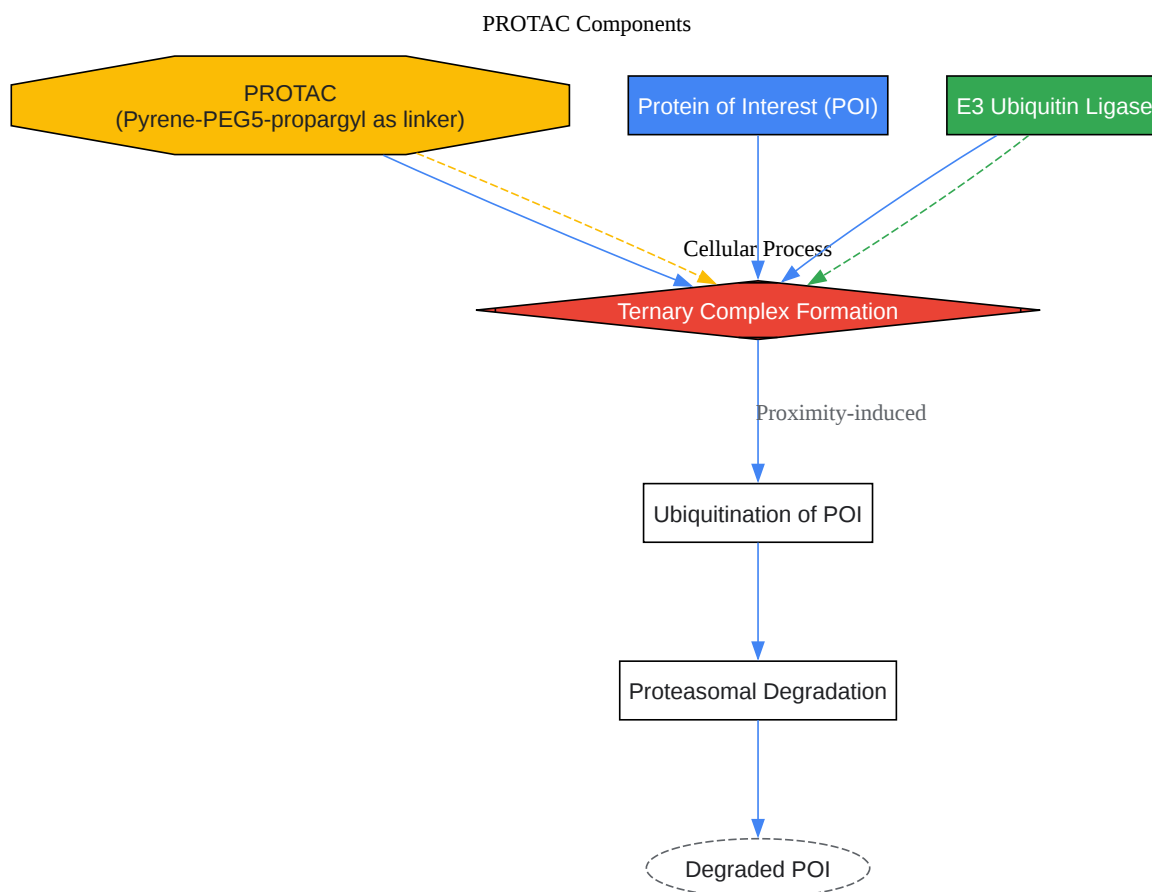 PROTAC Components
PROTAC
(Pyrene-PEG5-propargyl as linker)
Protein of Interest (POI)
E3 Ubiquitin Ligase
Cellular Process
Ternary Complex Formation
Proximity-induced
Ubiquitination of POI
Proteasomal Degradation
Degraded POI